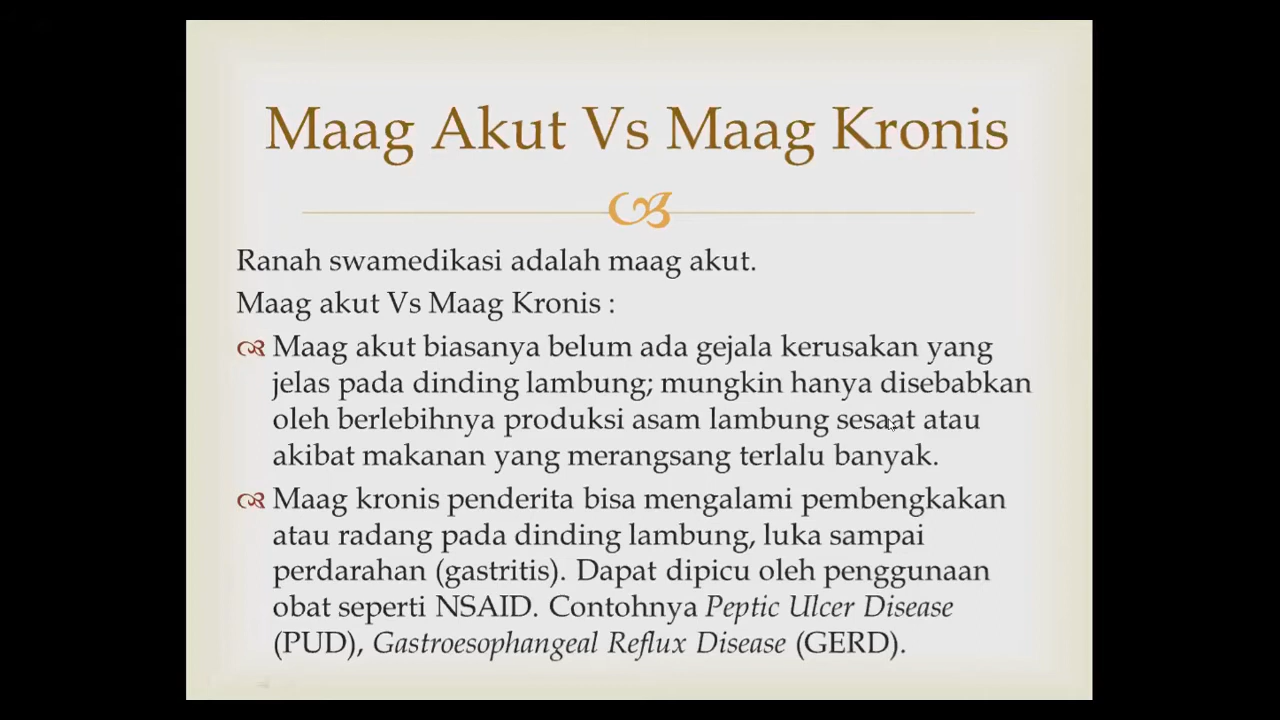 Maag Akut Vs Maag Kronis
Ranah swamedikasi adalah maag akut.
Maag akut Vs Maag Kronis :
Maag akut biasanya belum ada gejala kerusakan yang
jelas pada dinding lambung; mungkin hanya disebabkan
oleh berlebihnya produksi asam lambung sesaat atau
akibat makanan yang merangsang terlalu banyak.
Maag kronis penderita bisa mengalami pembengkakan
atau radang pada dinding lambung, luka sampai
perdarahan (gastritis). Dapat dipicu oleh penggunaan
obat seperti NSAID. Contohnya Peptic Ulcer Disease
(PUD), Gastroesophangeal Reflux Disease (GERD).